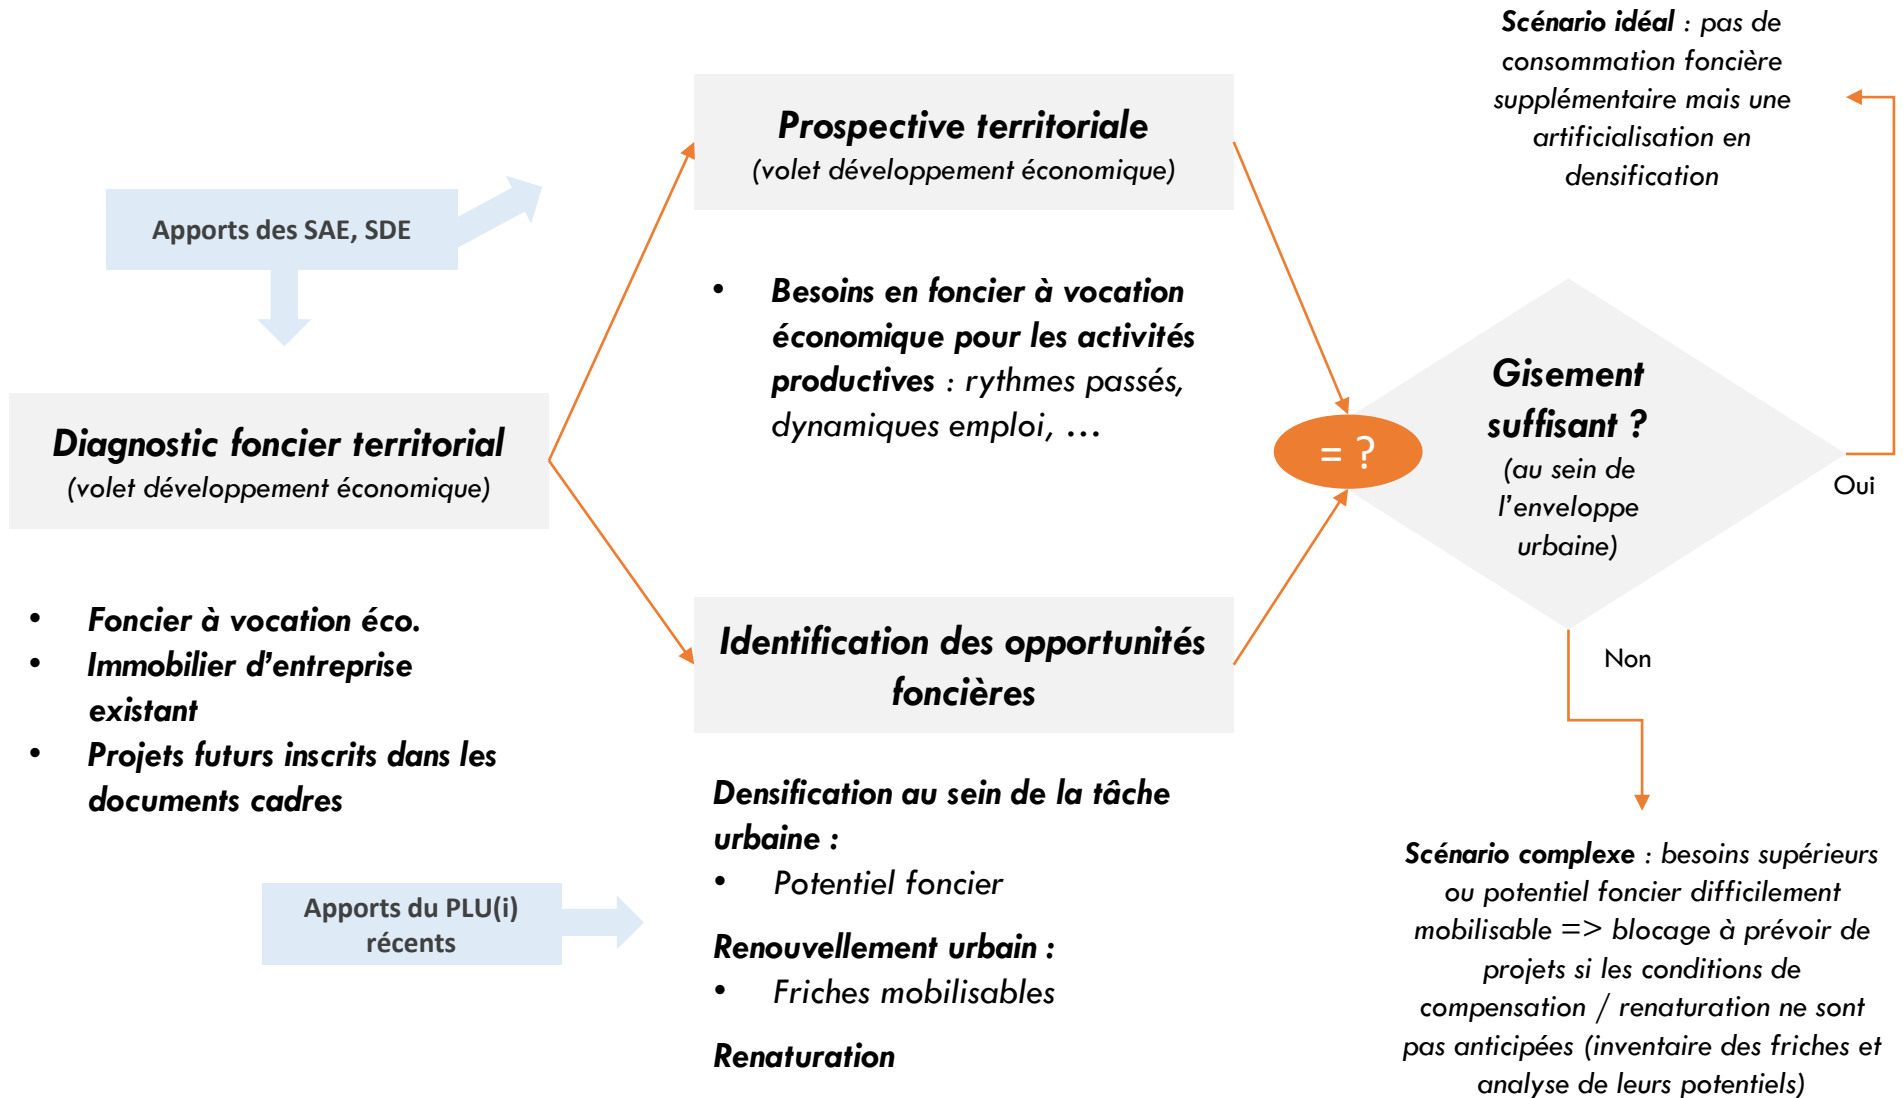 Apports des SAE, SDE
Diagnostic foncier territorial
(volet développement économique)
• Foncier à vocation éco.
• Immobilier d'entreprise
existant
• Projets futurs inscrits dans les
documents cadres
Apports du PLU(i)
récents
Prospective territoriale
(volet développement économique)
• Besoins en foncier à vocation
économique pour les activités
productives : rythmes passés,
dynamiques emploi, …
Identification des opportunités
foncières
Densification au sein de la tâche
urbaine :
• Potentiel foncier
Renouvellement urbain :
• Friches mobilisables
Renaturation
= ?
Gisement
suffisant ?
(au sein de
l'enveloppe
urbaine)
Oui
Non
Scénario idéal : pas de
consommation foncière
supplémentaire mais une
artificialisation en
densification
Scénario complexe : besoins supérieurs
ou potentiel foncier difficilement
mobilisable => blocage à prévoir de
projets si les conditions de
compensation / renaturation ne sont
pas anticipées (inventaire des friches et
analyse de leurs potentiels)